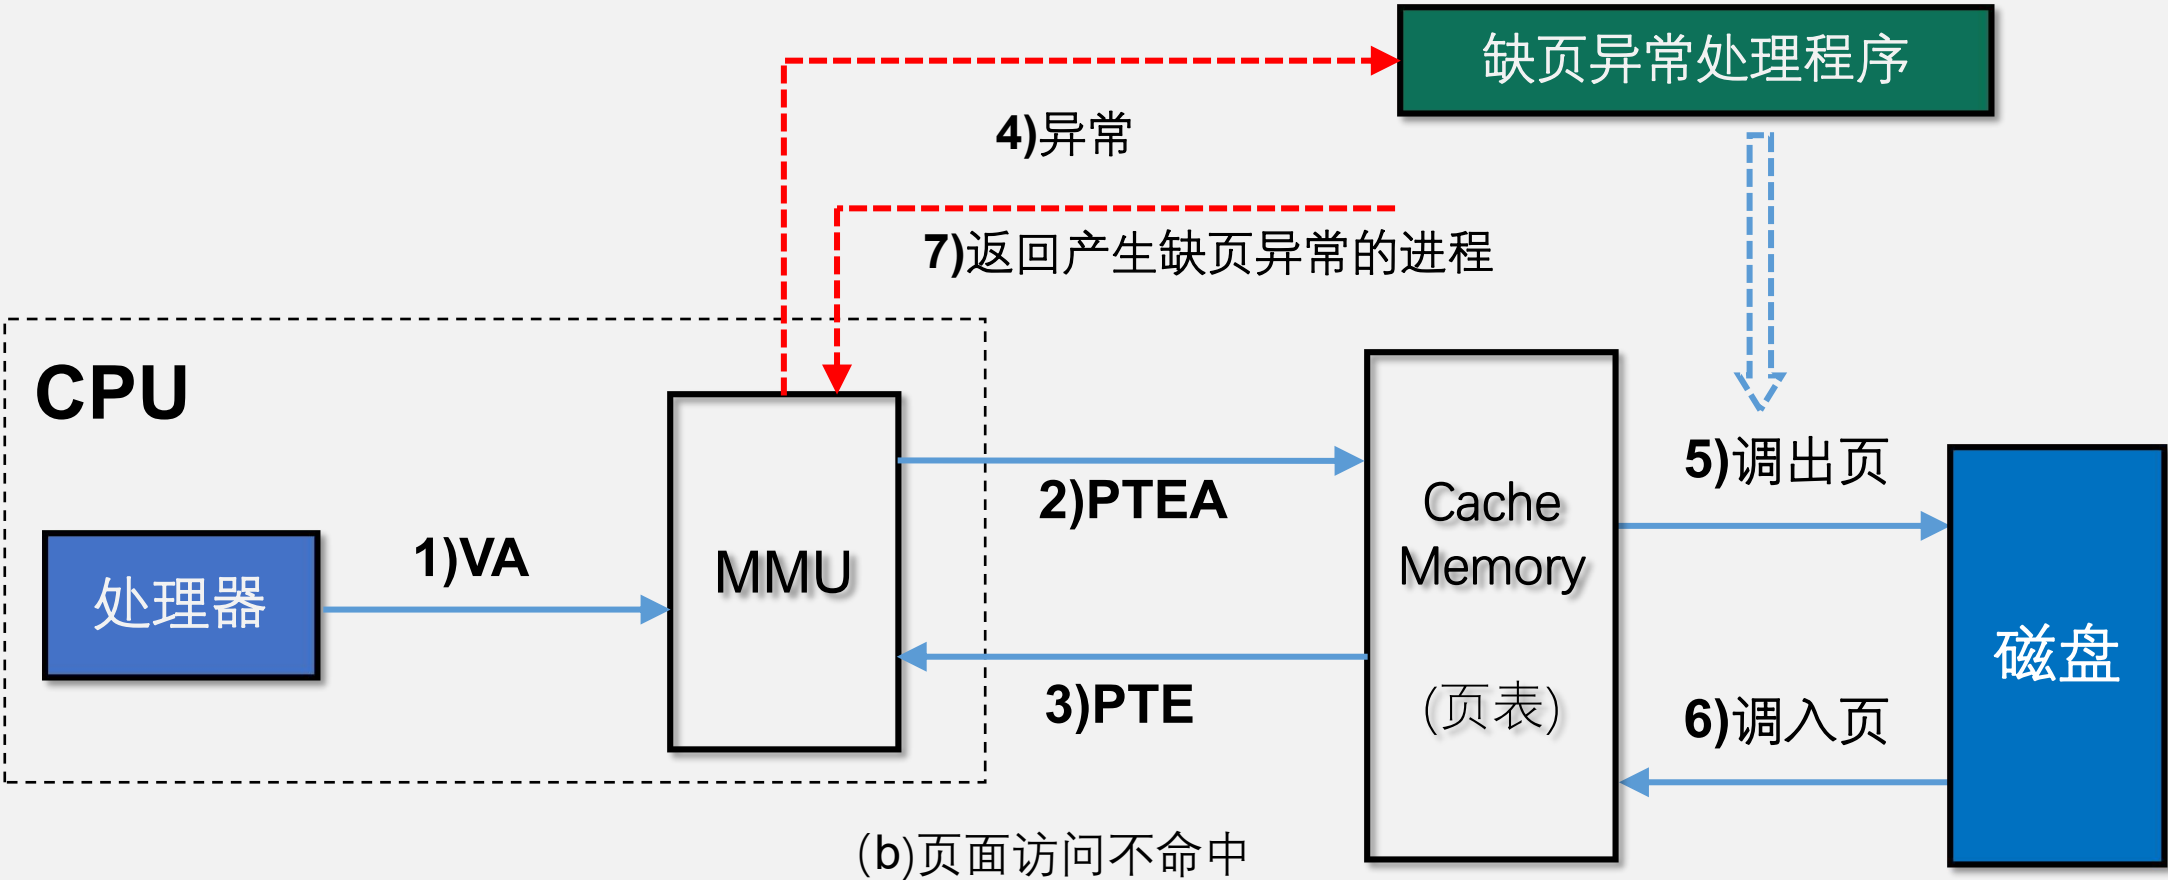 缺页异常处理程序
4)异常
7)返回产生缺页异常的进程
CPU
5)调出页
2)PTEA
Cache
Memory
1)VA
MMU
处理器
磁盘
3)PTE
(页表)
6)调入页
(b)页面访问不命中